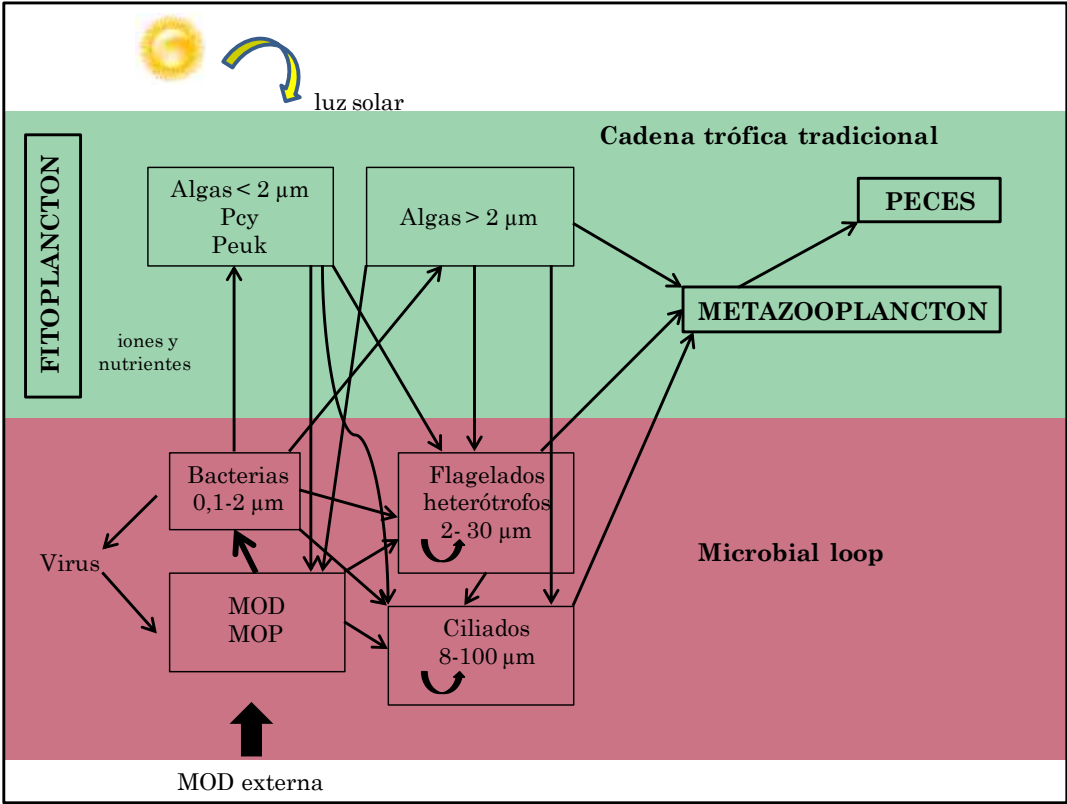 luz solar
Cadena trófica tradicional
FITOPLANCTON
Algas < 2 µm
Pcy
Peuk
Algas > 2 µm
PECES
METAZOOPLANCTON
iones y
nutrientes
Bacterias
0,1-2 µm
Flagelados
heterótrofos
2- 30 µm
Virus
Microbial loop
MOD
MOP
Ciliados
8-100 µm
MOD externa